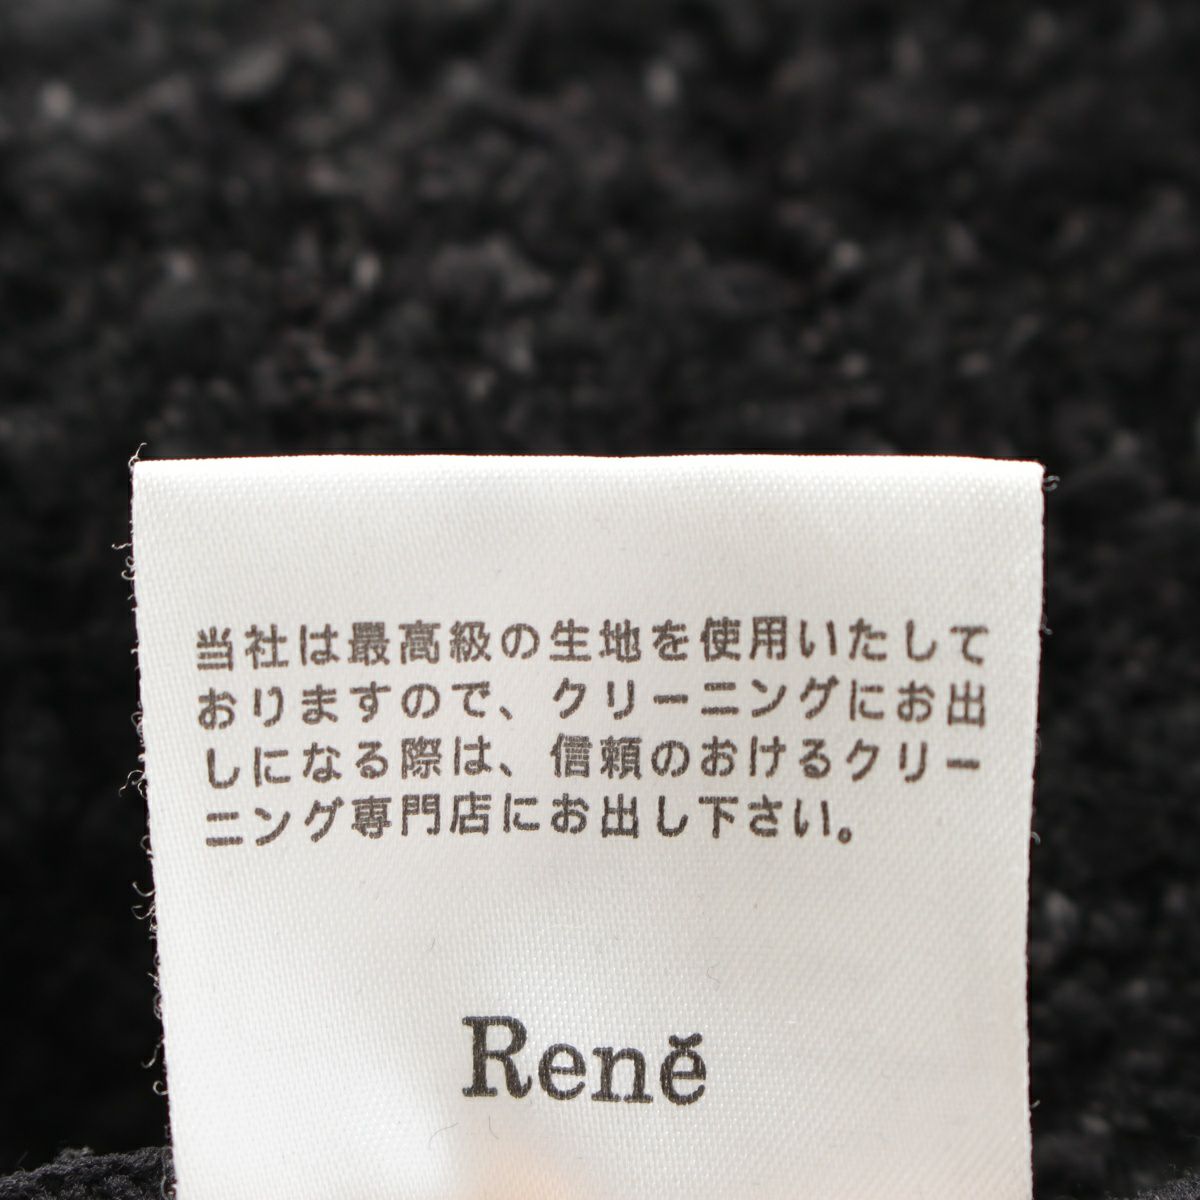 当社は最高級の生地を使用いたして
おりますので、クリーニングにお出
しになる際は、信頼のおけるクリー
ニング専門店にお出し下さい。
Renĕ